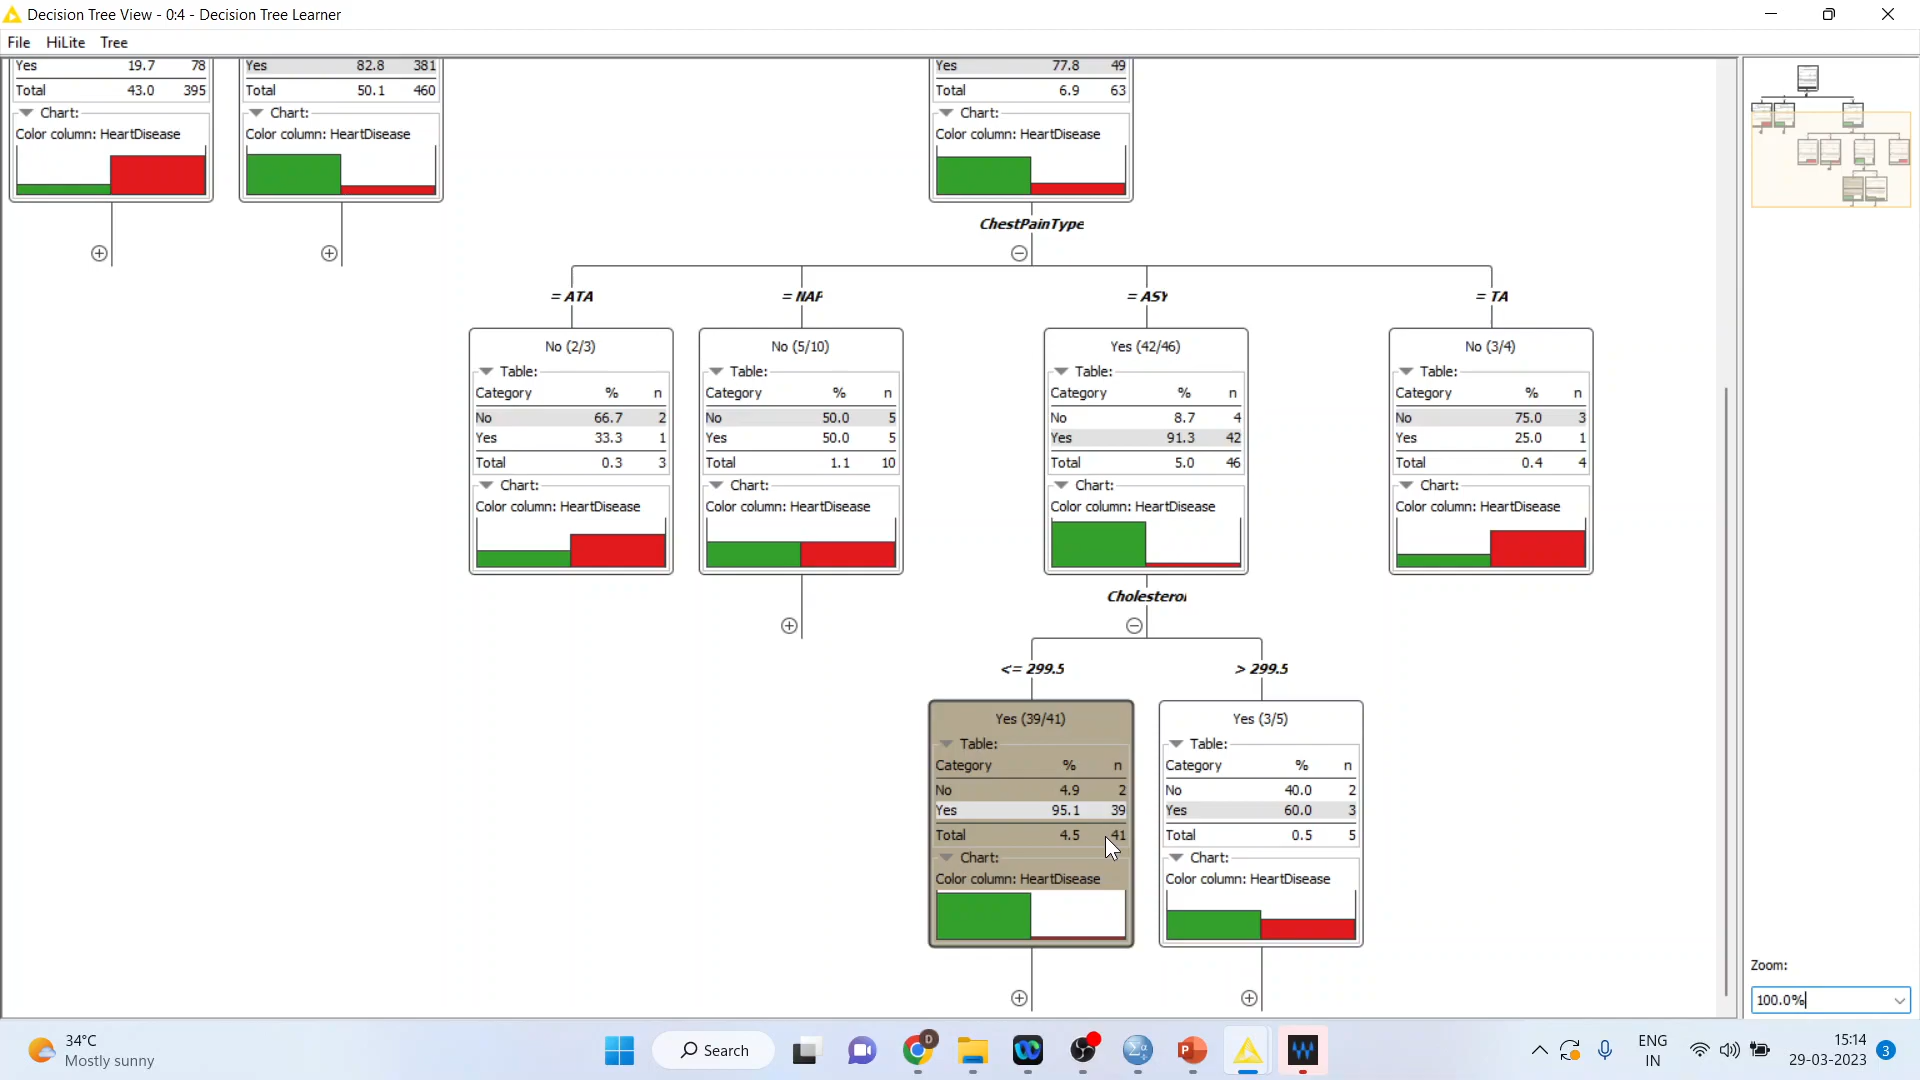 Decision Tree View - 0:4 - Decision Tree Learner
File HiLite Tree
Yes 19.7 78
Total 43.0 395
Chart:
Color column: HeartDisease
Yes 82.8 381
Total 50.1 460
Chart:
Color column: HeartDisease
Yes 77.8 49
Total 6.9 63
Chart:
Color column: HeartDisease
ChestPainType
= ATA
= NAP
= ASY
= TA
No (2/3)
Table:
Category % n
No 66.7 2
Yes 33.3 1
Total 0.3 3
Chart:
Color column: HeartDisease
No (5/10)
Table:
Category % n
No 50.0 5
Yes 50.0 5
Total 1.1 10
Chart:
Color column: HeartDisease
Yes (42/46)
Table:
Category % n
No 8.7 4
Yes 91.3 42
Total 5.0 46
Chart:
Color column: HeartDisease
No (3/4)
Table:
Category % n
No 75.0 3
Yes 25.0 1
Total 0.4 4
Chart:
Color column: HeartDisease
Cholesterol
<= 299.5
> 299.5
Yes (39/41)
Table:
Category % n
No 4.9 2
Yes 95.1 39
Total 4.5 41
Chart:
Color column: HeartDisease
Yes (3/5)
Table:
Category % n
No 40.0 2
Yes 60.0 3
Total 0.5 5
Chart:
Color column: HeartDisease
Zoom:
100.0%
34°C
Mostly sunny
Search
D
ENG
IN
15:14
29-03-2023
3